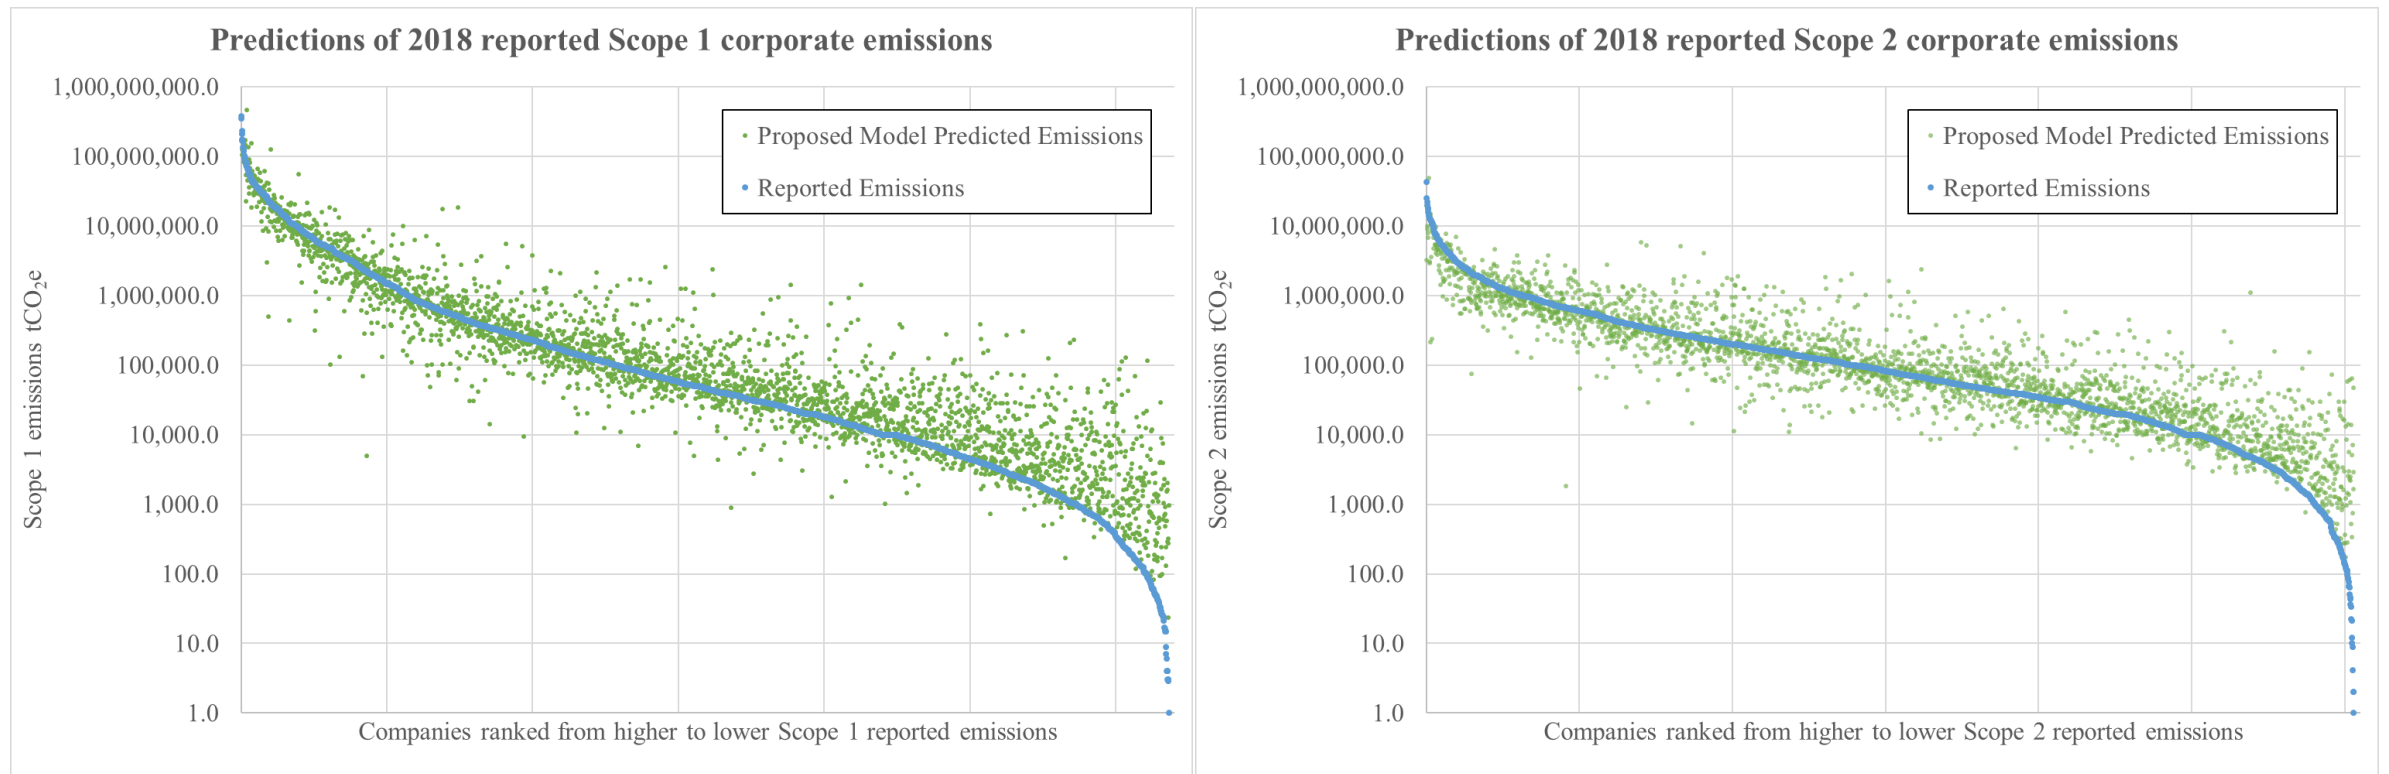 Predictions of 2018 reported Scope 1 corporate emissions
1,000,000,000.0
100,000,000.0
10,000,000.0
1,000,000.0
100,000.0
10,000.0
1,000.0
100.0
10.0
1.0
Scope 1 emissions tCO₂e
Proposed Model Predicted Emissions
Reported Emissions
Companies ranked from higher to lower Scope 1 reported emissions
Predictions of 2018 reported Scope 2 corporate emissions
1,000,000,000.0
100,000,000.0
10,000,000.0
1,000,000.0
100,000.0
10,000.0
1,000.0
100.0
10.0
1.0
Scope 2 emissions tCO₂e
Proposed Model Predicted Emissions
Reported Emissions
Companies ranked from higher to lower Scope 2 reported emissions